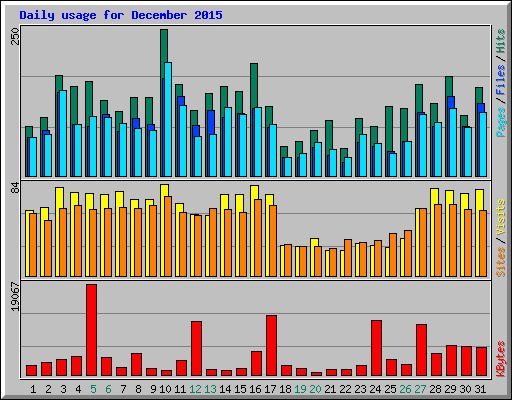 Daily usage for December 2015
250
Pages / Files / Hits
84
Sites / Visits
19067
KBytes
1 2 3 4 5 6 7 8 9 10 11 12 13 14 15 16 17 18 19 20 21 22 23 24 25 26 27 28 29 30 31